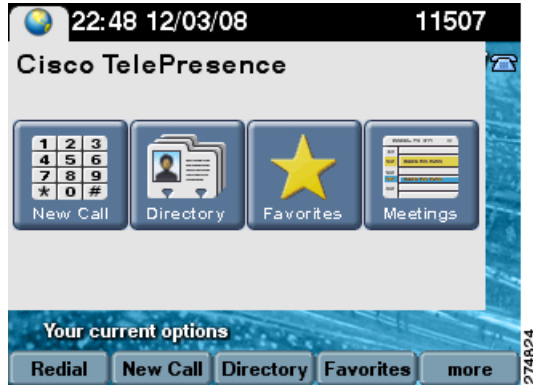 22:48 12/03/08 11507
Cisco TelePresence
1 2 3
4 5 6
7 8 9
* 0 #
New Call Directory Favorites Meetings
Your current options
Redial New Call Directory Favorites more
274824